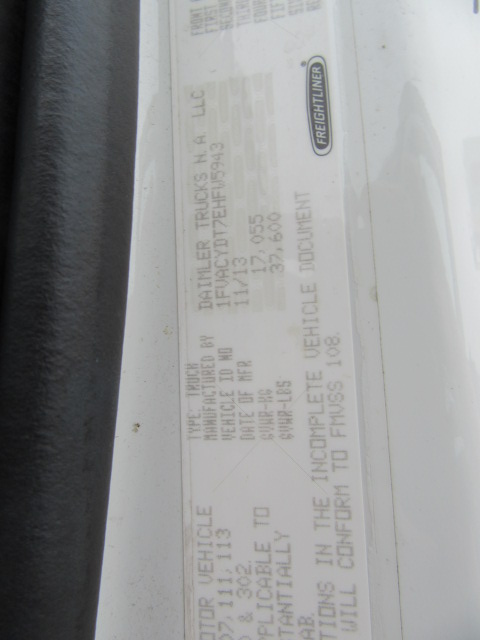 TYPE, TRUCK
MANUFACTURED BY DAIMLER TRUCKS N.A. LLC
VEHICLE ID NO 1FVACYDT7EHFW5943
DATE OF MFR 11/13
GVWR-KG 17,055
GVWR-LBS 37,600
FREIGHTLINER
OTOR VEHICLE
07,111,113
& 302.
PLICABLE TO
TANTIALLY
AB.
TIONS IN THE INCOMPLETE VEHICLE DOCUMENT
WILL CONFORM TO FMVSS 108.